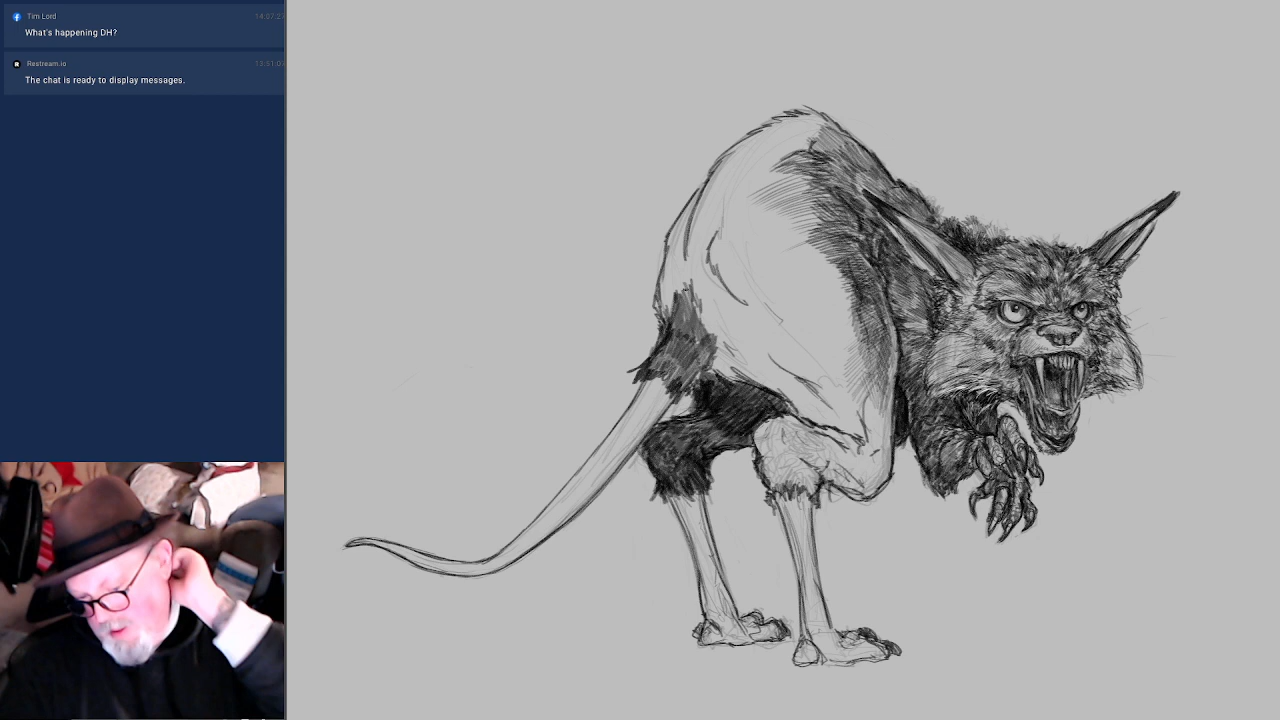 Tim Lord
What's happening DH?
Restream.io
The chat is ready to display messages.